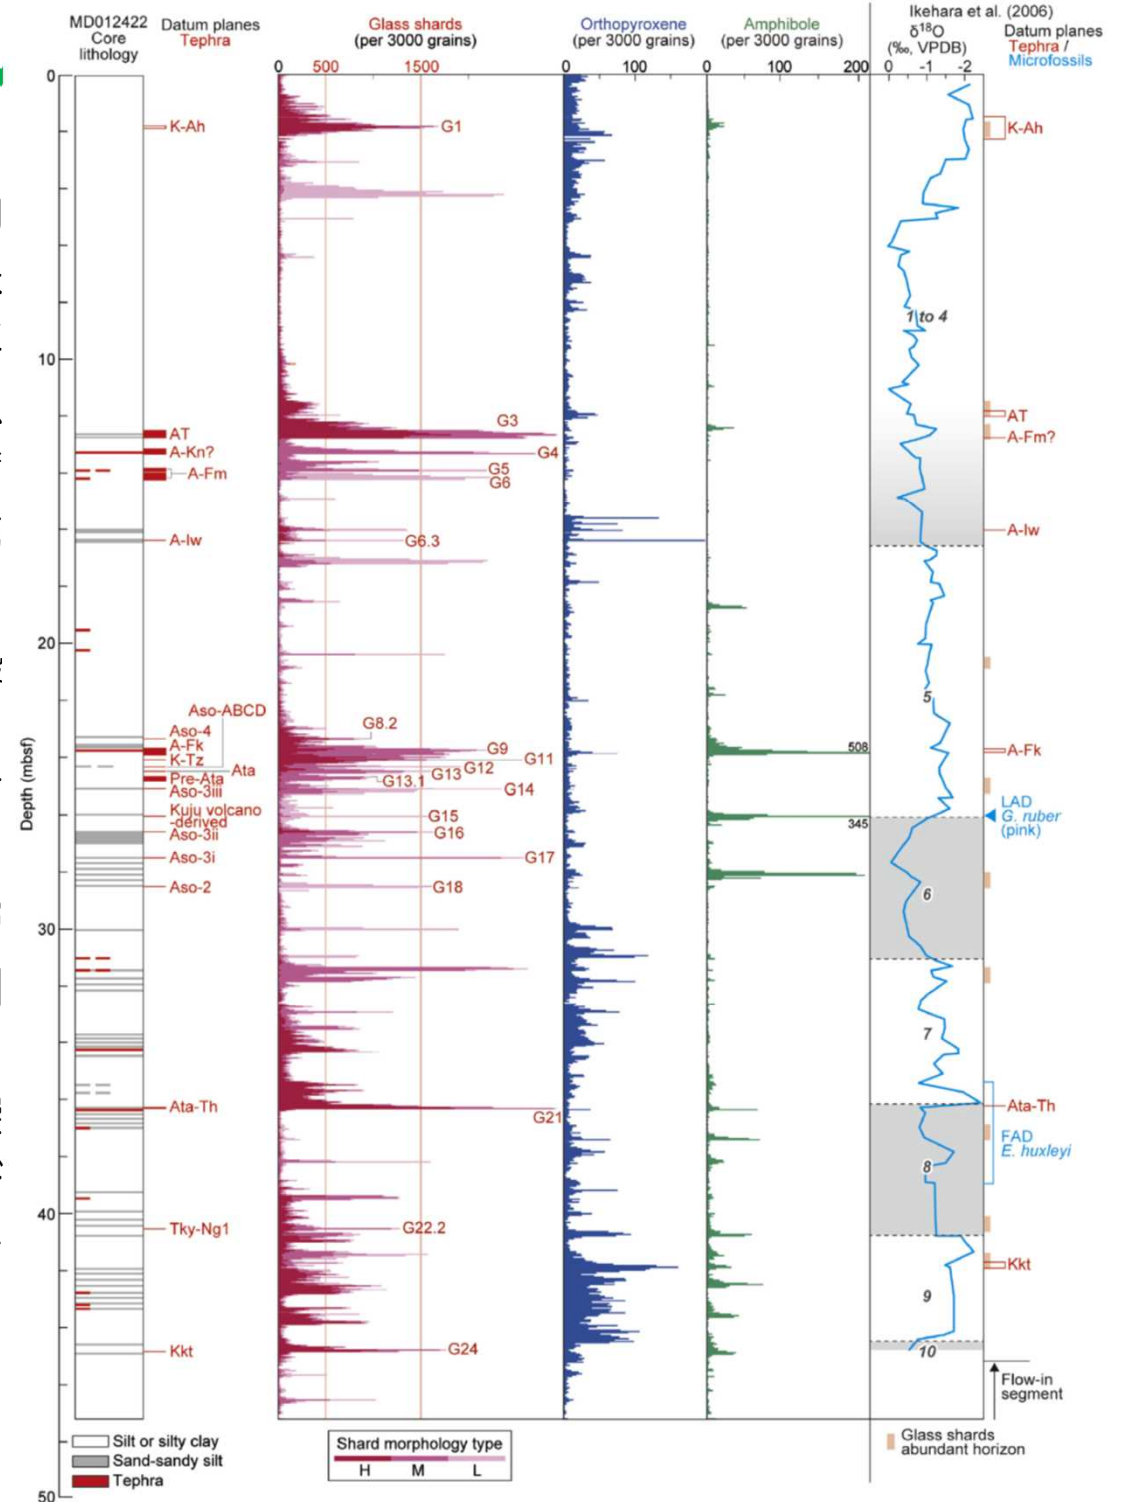 MD012422
Core
lithology
Datum planes
Tephra
Glass shards
(per 3000 grains)
Orthopyroxene
(per 3000 grains)
Amphibole
(per 3000 grains)
Ikehara et al. (2006)
δ18O
(‰, VPDB)
Datum planes
Tephra /
Microfossils
0 500 1500
0 100
0 100 200
0 -1 -2
Depth (mbsf)
0
10
20
30
40
50
K-Ah
AT
A-Kn?
A-Fm
A-Iw
Aso-ABCD
Aso-4
A-Fk
K-Tz
Ata
Pre-Ata
Aso-3iii
Kuju volcano
-derived
Aso-3ii
Aso-3i
Aso-2
Ata-Th
Tky-Ng1
Kkt
G1
G3
G4
G5
G6
G6.3
G8.2
G9
G11
G12
G13
G13.1
G14
G15
G16
G17
G18
G21
G22.2
G24
508
345
1 to 4
5
6
7
8
9
10
K-Ah
AT
A-Fm?
A-Iw
A-Fk
LAD
G. ruber
(pink)
Ata-Th
FAD
E. huxleyi
Kkt
Flow-in
segment
Glass shards
abundant horizon
Silt or silty clay
Sand-sandy silt
Tephra
Shard morphology type
H M L